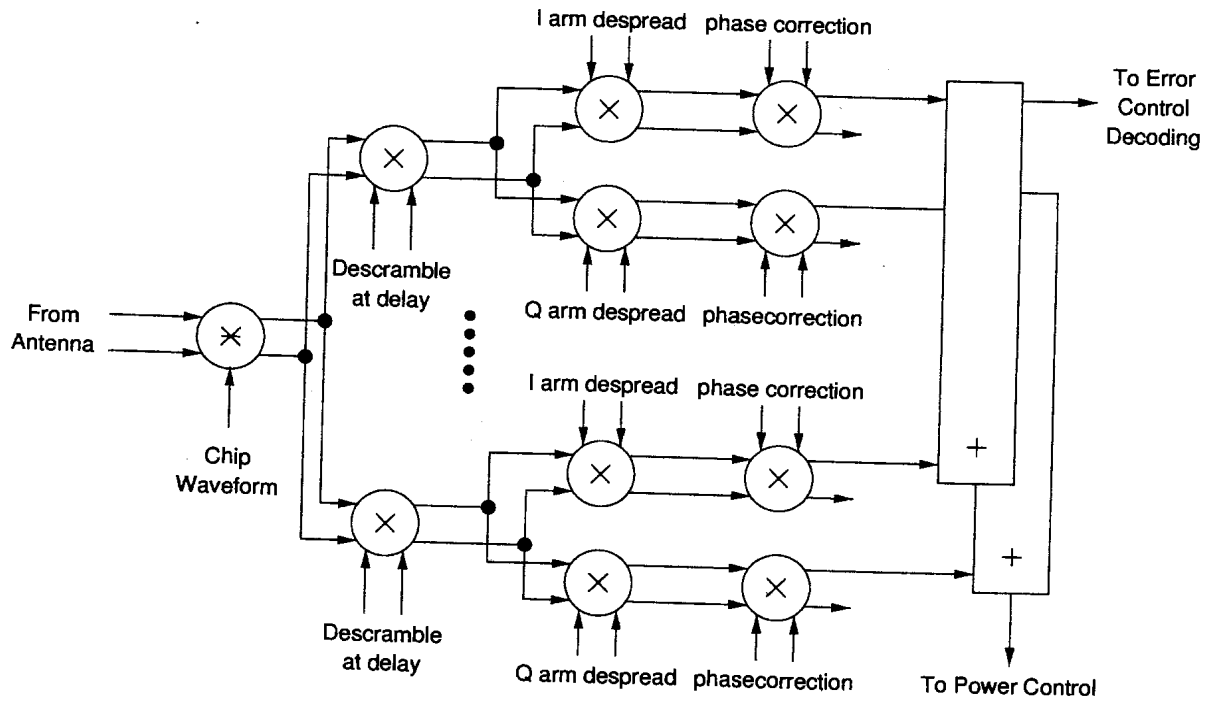 I arm despread phase correction
To Error
Control
Decoding
Descramble
at delay
Q arm despread phasecorrection
From
Antenna
I arm despread phase correction
Chip
Waveform
+
+
Descramble
at delay
Q arm despread phasecorrection
To Power Control